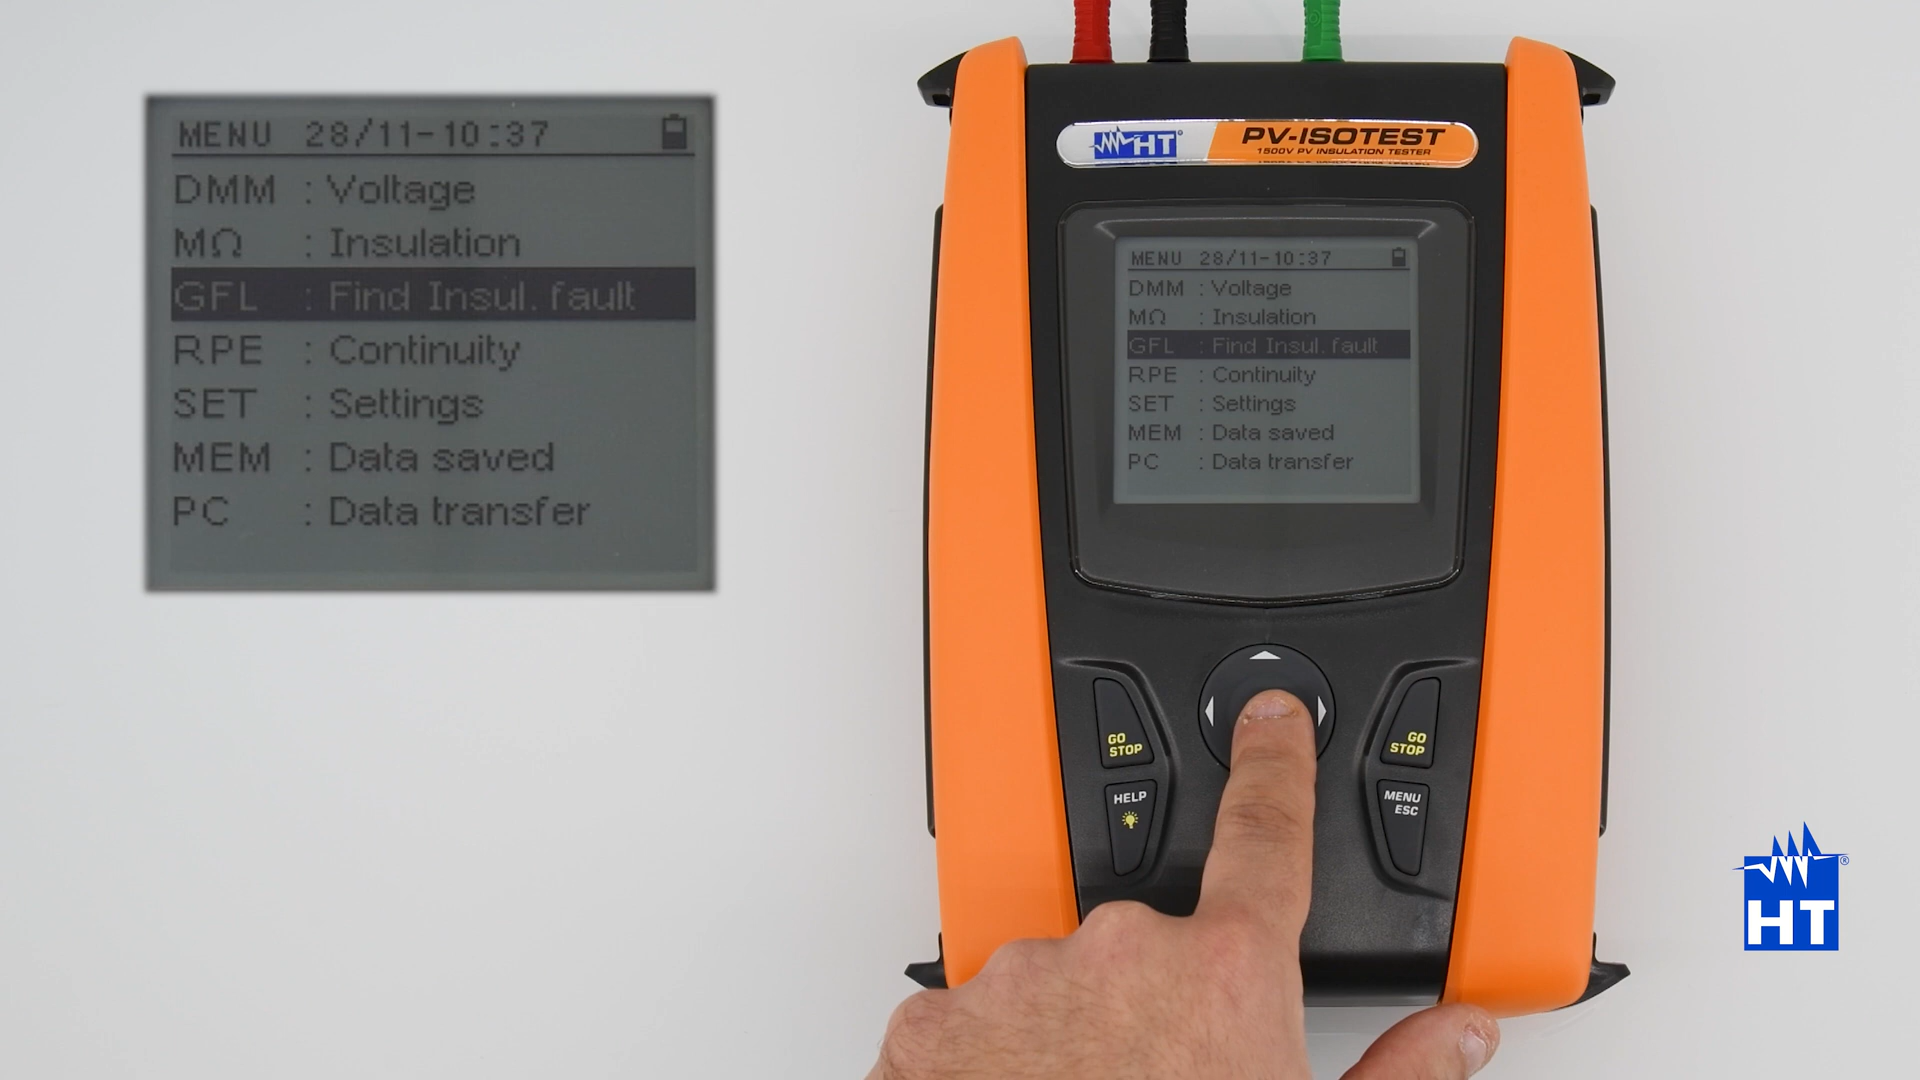 MENU 28/11-10:37
DMM : Voltage
MΩ : Insulation
GFL : Find Insul. fault
RPE : Continuity
SET : Settings
MEM : Data saved
PC : Data transfer
HT
PV-ISOTEST
1500V PV INSULATION TESTER
MENU 28/11-10:37
DMM : Voltage
MΩ : Insulation
GFL : Find Insul. fault
RPE : Continuity
SET : Settings
MEM : Data saved
PC : Data transfer
GO
STOP
HELP
GO
STOP
MENU
ESC
HT